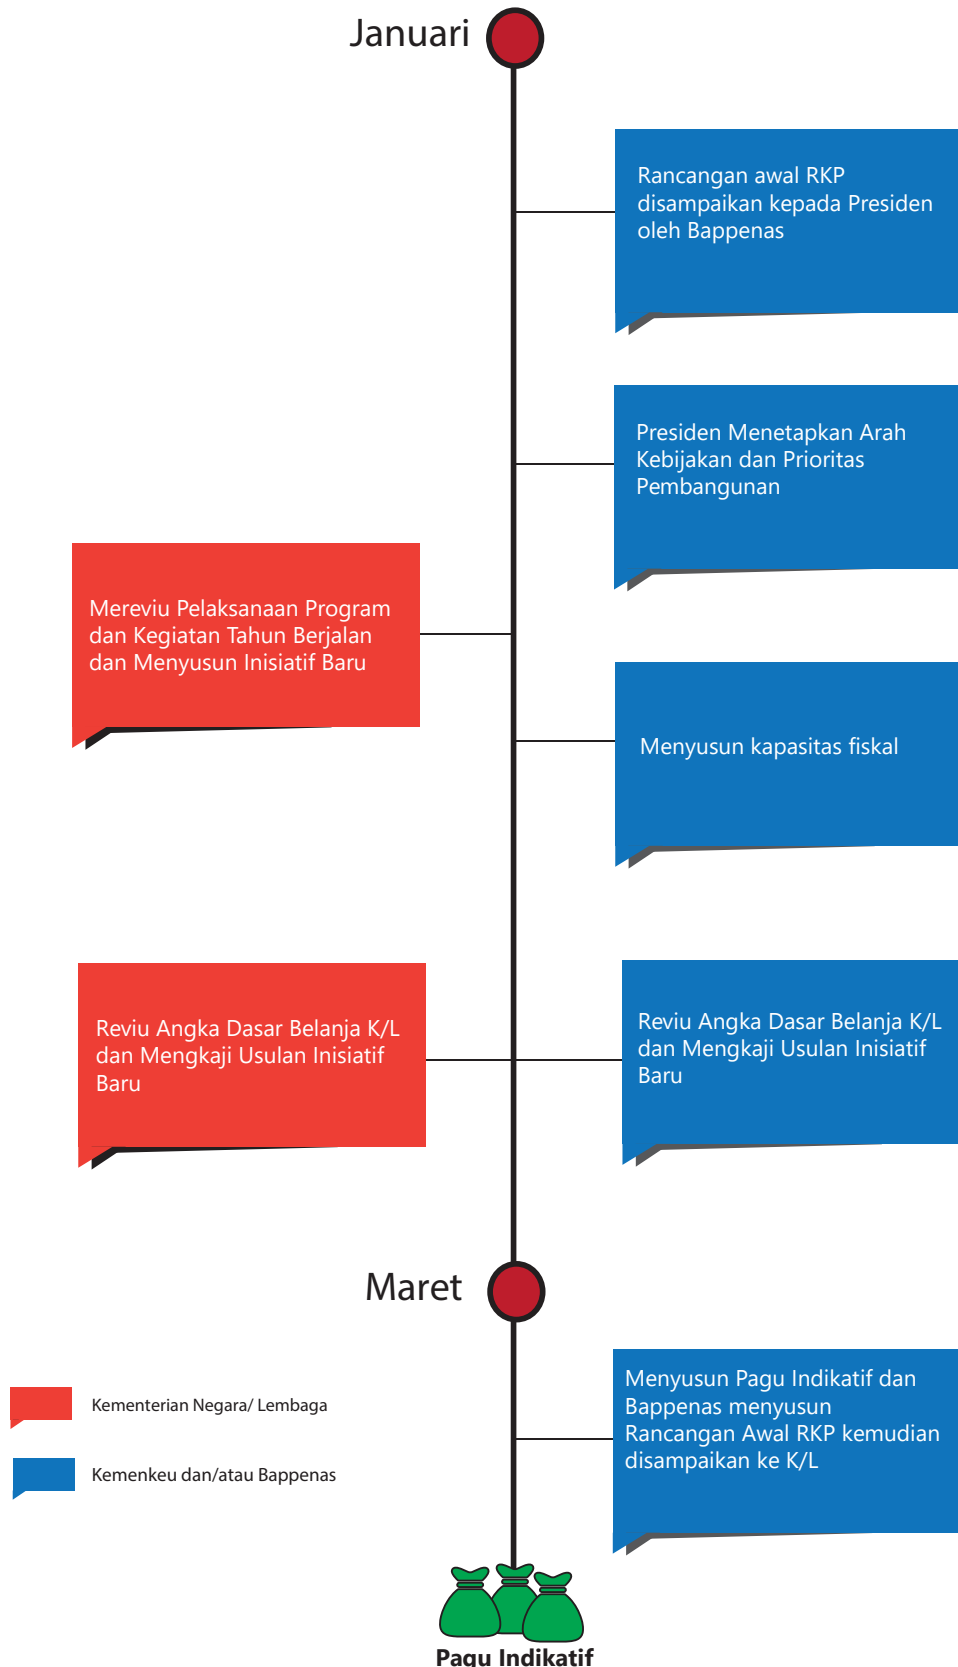 Januari
Rancangan awal RKP
disampaikan kepada Presiden
oleh Bappenas
Presiden Menetapkan Arah
Kebijakan dan Prioritas
Pembangunan
Mereviu Pelaksanaan Program
dan Kegiatan Tahun Berjalan
dan Menyusun Inisiatif Baru
Menyusun kapasitas fiskal
Reviu Angka Dasar Belanja K/L
dan Mengkaji Usulan Inisiatif
Baru
Reviu Angka Dasar Belanja K/L
dan Mengkaji Usulan Inisiatif
Baru
Maret
Menyusun Pagu Indikatif dan
Bappenas menyusun
Rancangan Awal RKP kemudian
disampaikan ke K/L
Kementerian Negara/ Lembaga
Kemenkeu dan/atau Bappenas
Pagu Indikatif